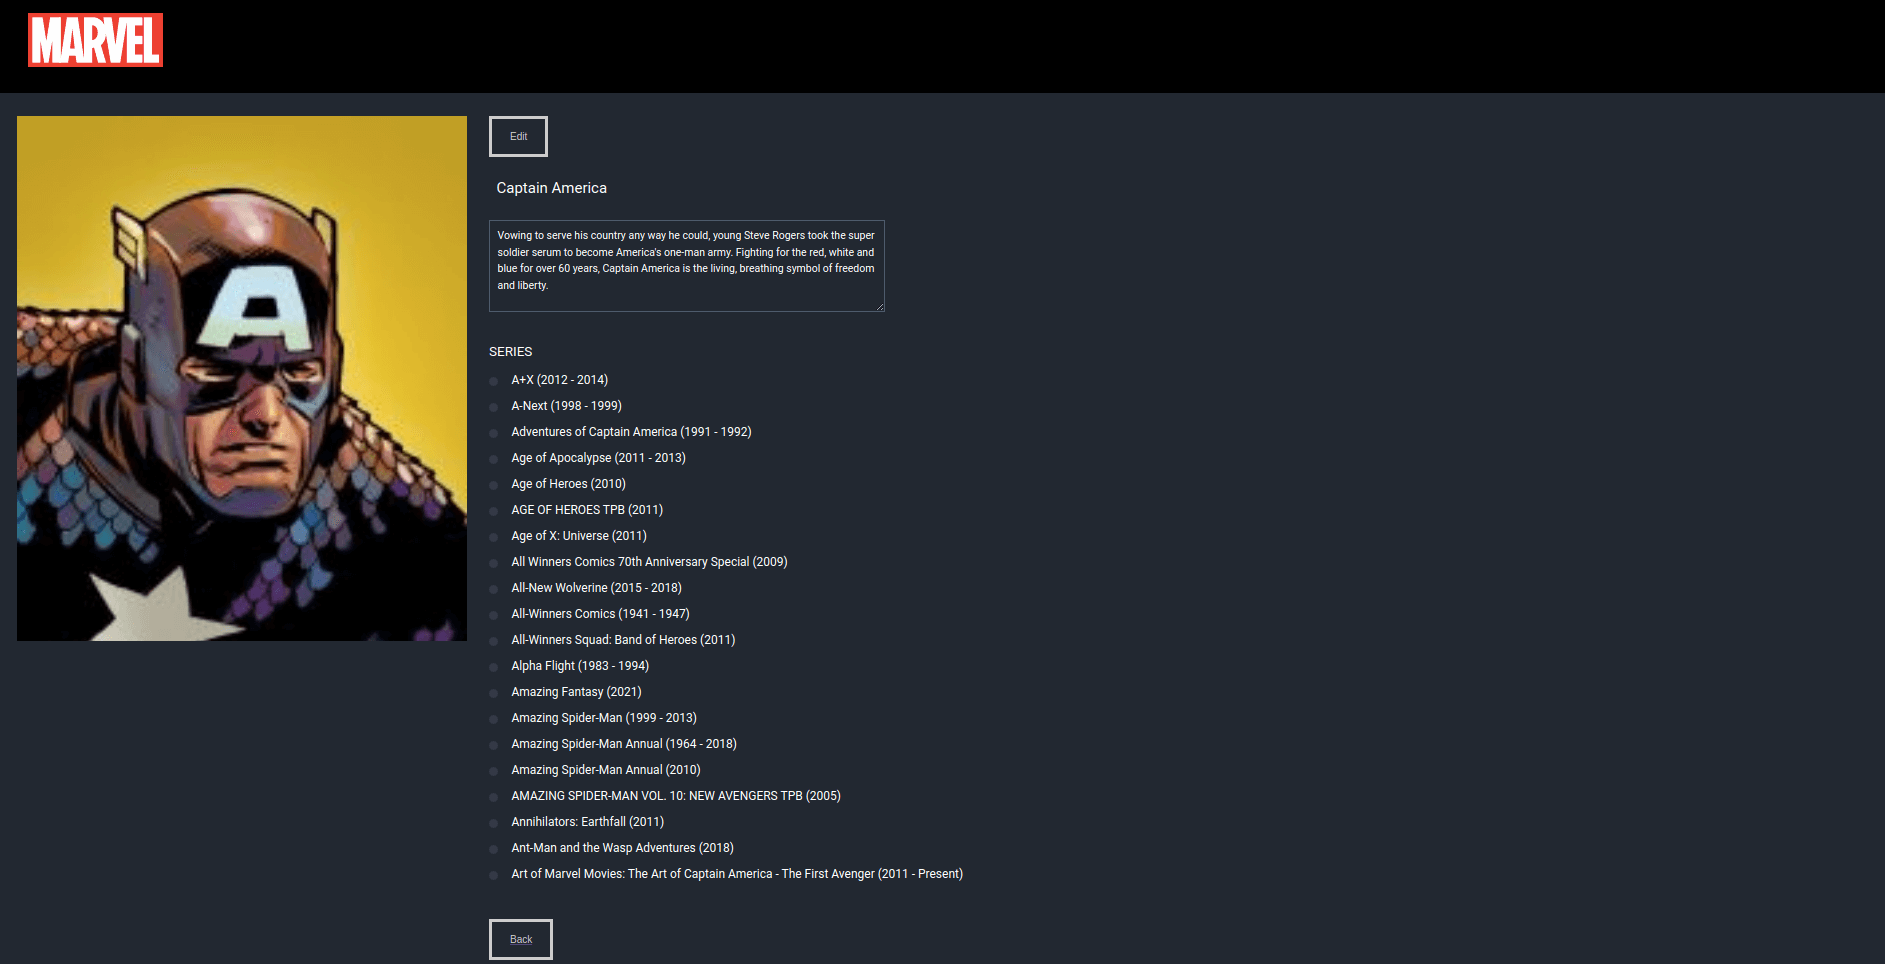 MARVEL
Edit
Captain America
Vowing to serve his country any way he could, young Steve Rogers took the super
soldier serum to become America's one-man army. Fighting for the red, white and
blue for over 60 years, Captain America is the living, breathing symbol of freedom
and liberty.
SERIES
A+X (2012 - 2014)
A-Next (1998 - 1999)
Adventures of Captain America (1991 - 1992)
Age of Apocalypse (2011 - 2013)
Age of Heroes (2010)
AGE OF HEROES TPB (2011)
Age of X: Universe (2011)
All Winners Comics 70th Anniversary Special (2009)
All-New Wolverine (2015 - 2018)
All-Winners Comics (1941 - 1947)
All-Winners Squad: Band of Heroes (2011)
Alpha Flight (1983 - 1994)
Amazing Fantasy (2021)
Amazing Spider-Man (1999 - 2013)
Amazing Spider-Man Annual (1964 - 2018)
Amazing Spider-Man Annual (2010)
AMAZING SPIDER-MAN VOL. 10: NEW AVENGERS TPB (2005)
Annihilators: Earthfall (2011)
Ant-Man and the Wasp Adventures (2018)
Art of Marvel Movies: The Art of Captain America - The First Avenger (2011 - Present)
Back
A